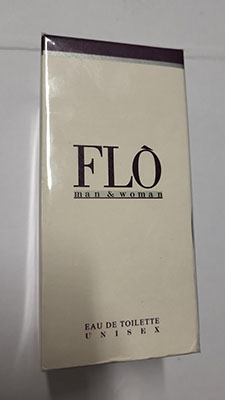 FLÒ
man & woman
EAU DE TOILETTE
UNISEX